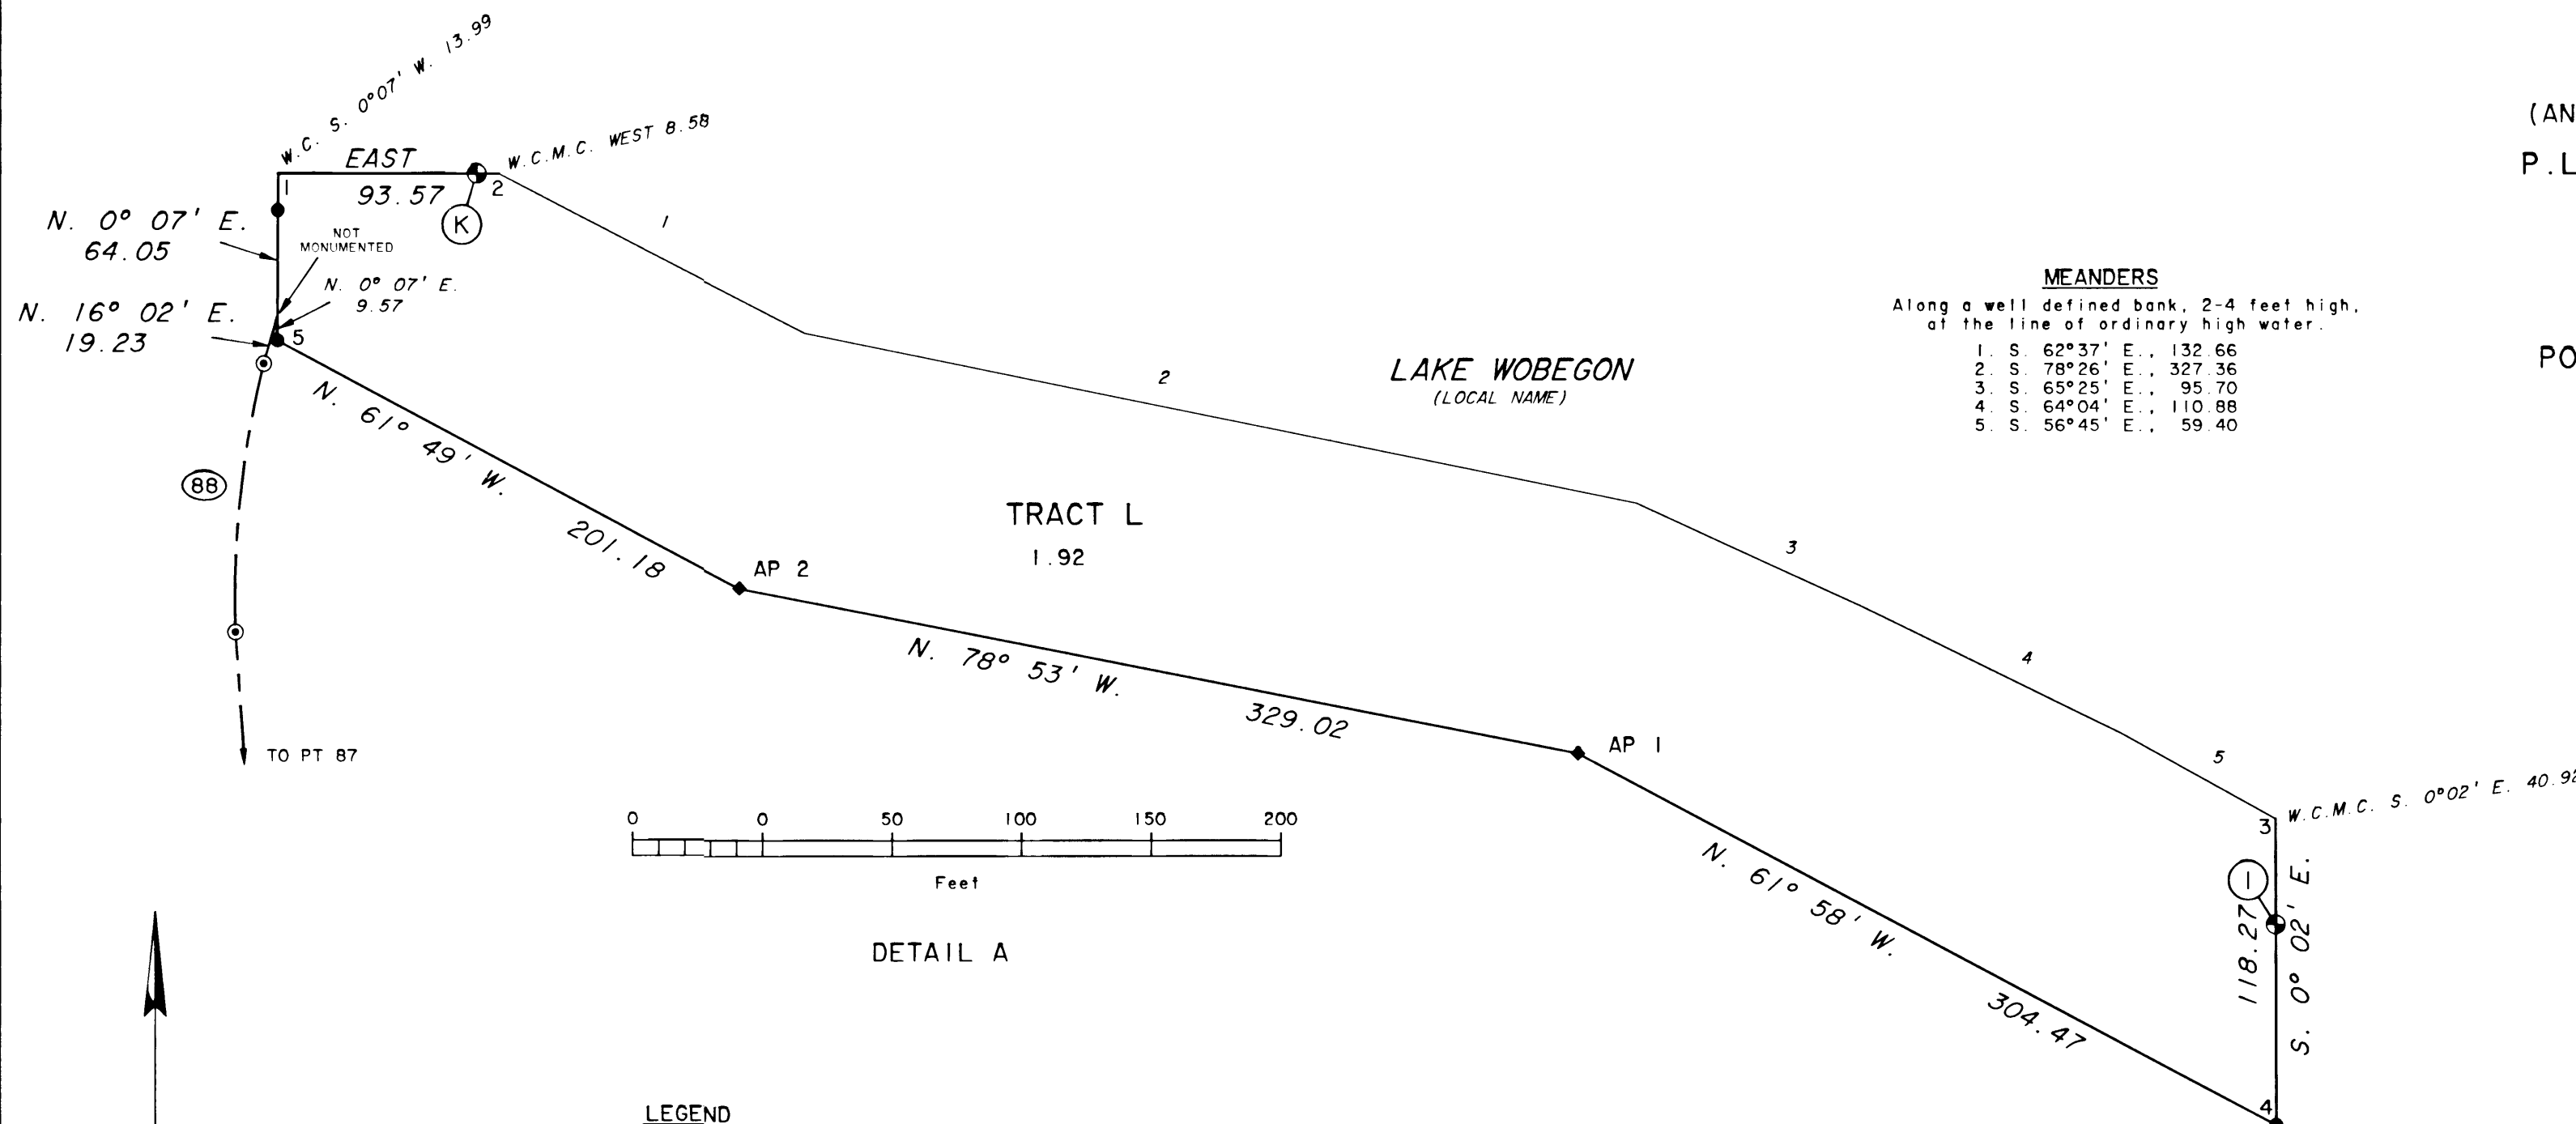 W.C. S. 0°07' W. 13.99
W.C.M.C. WEST 8.58
EAST
93.57
1
2
K
1
N. 0° 07' E.
64.05
NOT
MONUMENTED
N. 0° 07' E.
9.57
N. 16° 02' E.
19.23
5
N. 61° 49' W. 201.18
88
TO PT 87
(AN
P.L
PO
MEANDERS
Along a well defined bank, 2-4 feet high,
at the line of ordinary high water.
1. S. 62°37' E., 132.66
2. S. 78°26' E., 327.36
3. S. 65°25' E., 95.70
4. S. 64°04' E., 110.88
5. S. 56°45' E., 59.40
2
LAKE WOBEGON
(LOCAL NAME)
TRACT L
1.92
3
4
5
AP 2
N. 78° 53' W. 329.02
AP 1
N. 61° 58' W. 304.47
W.C.M.C. S. 0°02' E. 40.92
3
1
118.27
S. 0° 02' E.
4
0 0 50 100 150 200
Feet
DETAIL A
LEGEND